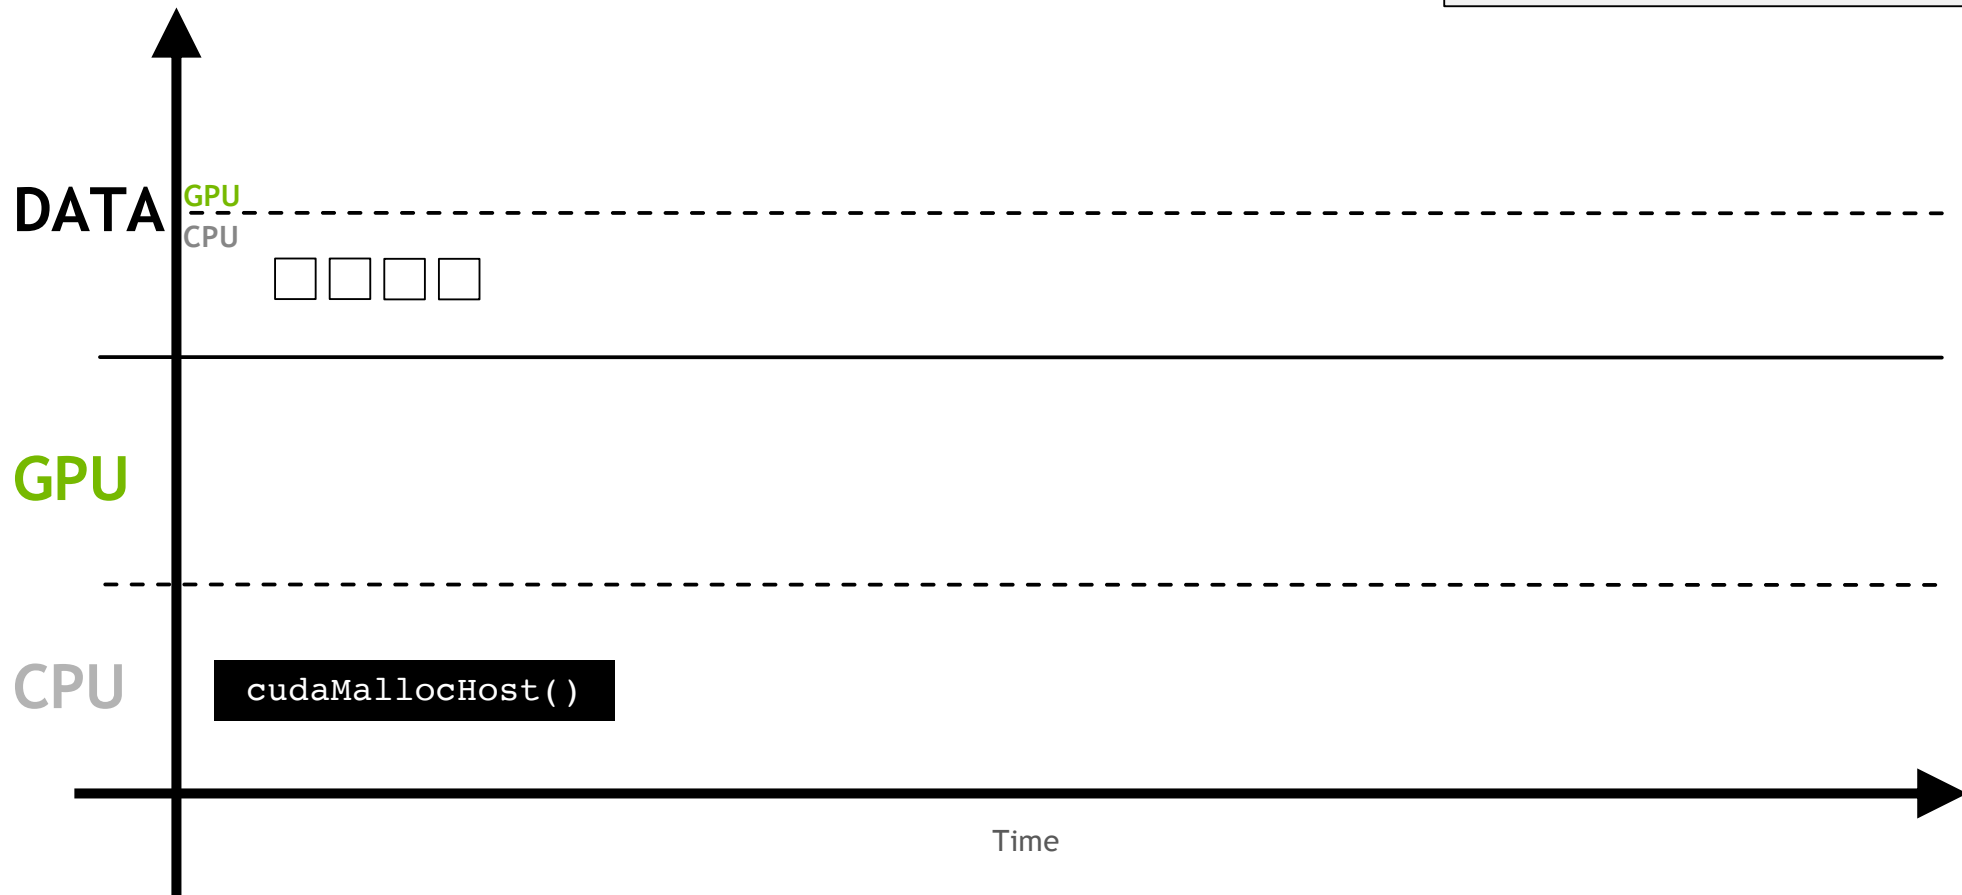 DATA
GPU
CPU
GPU
CPU
cudaMallocHost()
Time